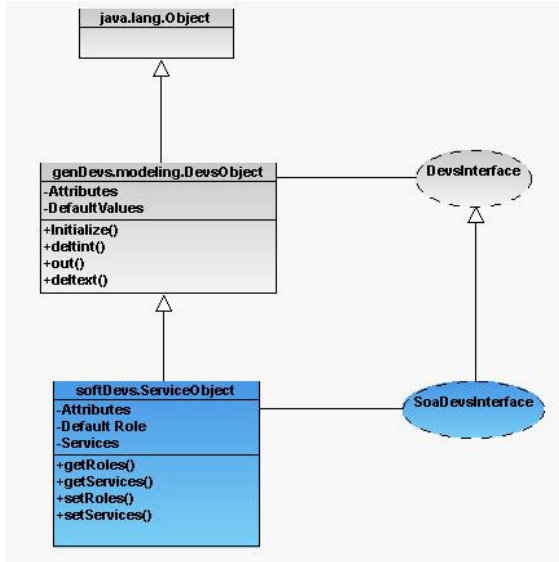 java.lang.Object
genDevs.modeling.DevsObject
-Attributes
-DefaultValues
+Initialize()
+deltint()
+out()
+deltext()
DevsInterface
softDevs.ServiceObject
-Attributes
-Default Role
-Services
+getRoles()
+getServices()
+setRoles()
+setServices()
SoaDevsInterface